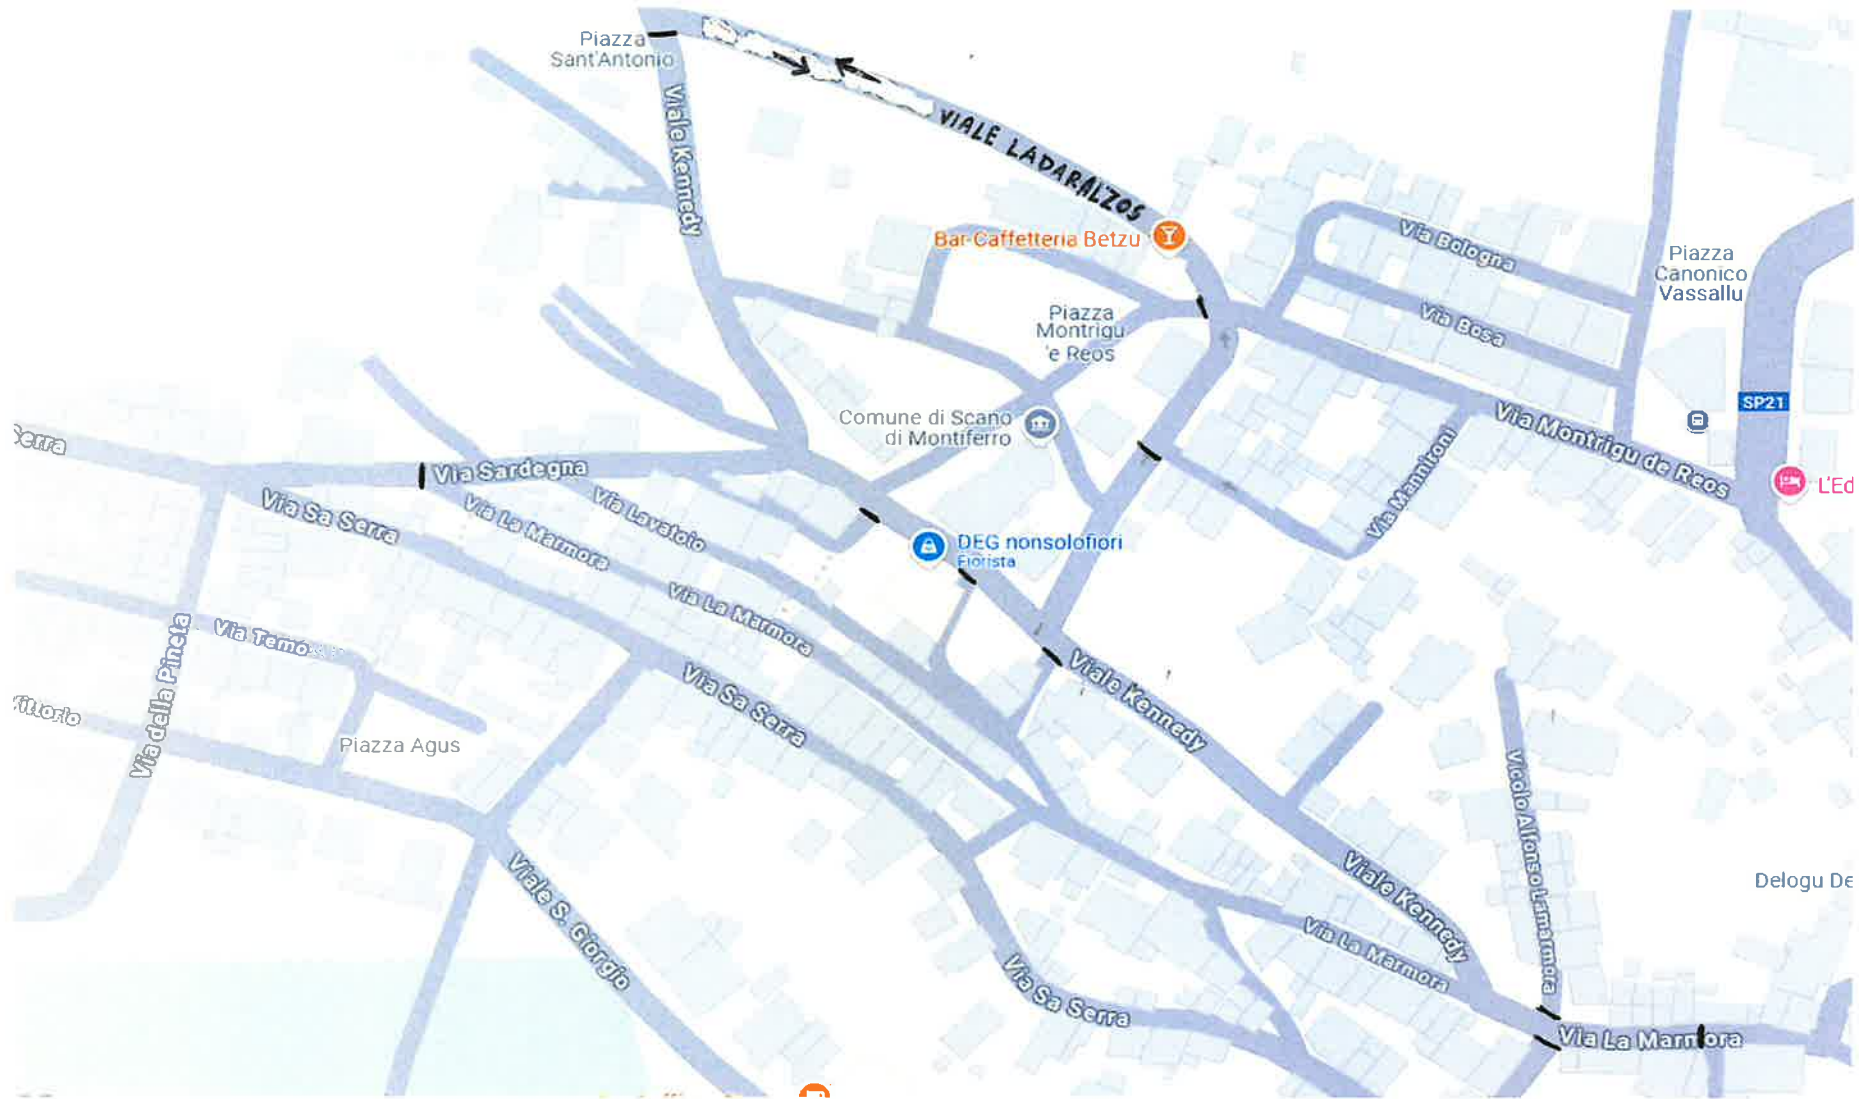 Piazza
Sant'Antonio
Viale Kennedy
VIALE LADARALZOS
Bar-Caffetteria Betzu
Via Bologna
Piazza
Canonico
Vassallu
Via Bosa
Piazza
Montrigu
'e Reos
SP21
Comune di Scano
di Montiferro
Via Montrigu de Reos
Via Mannironi
L'Ed
Serra
Via Sardegna
Via Sa Serra
Via La Marmora
Via Lavatoio
DEG nonsolofiori
Fiorista
Via La Marmora
Via Temo
Via della Pineta
Vittorio
Piazza Agus
Via Sa Serra
Viale Kennedy
Vicolo Alfonso Lamarmora
Viale Kennedy
Delogu De
Viale S. Giorgio
Via La Marmora
Via Sa Serra
Via La Marmora